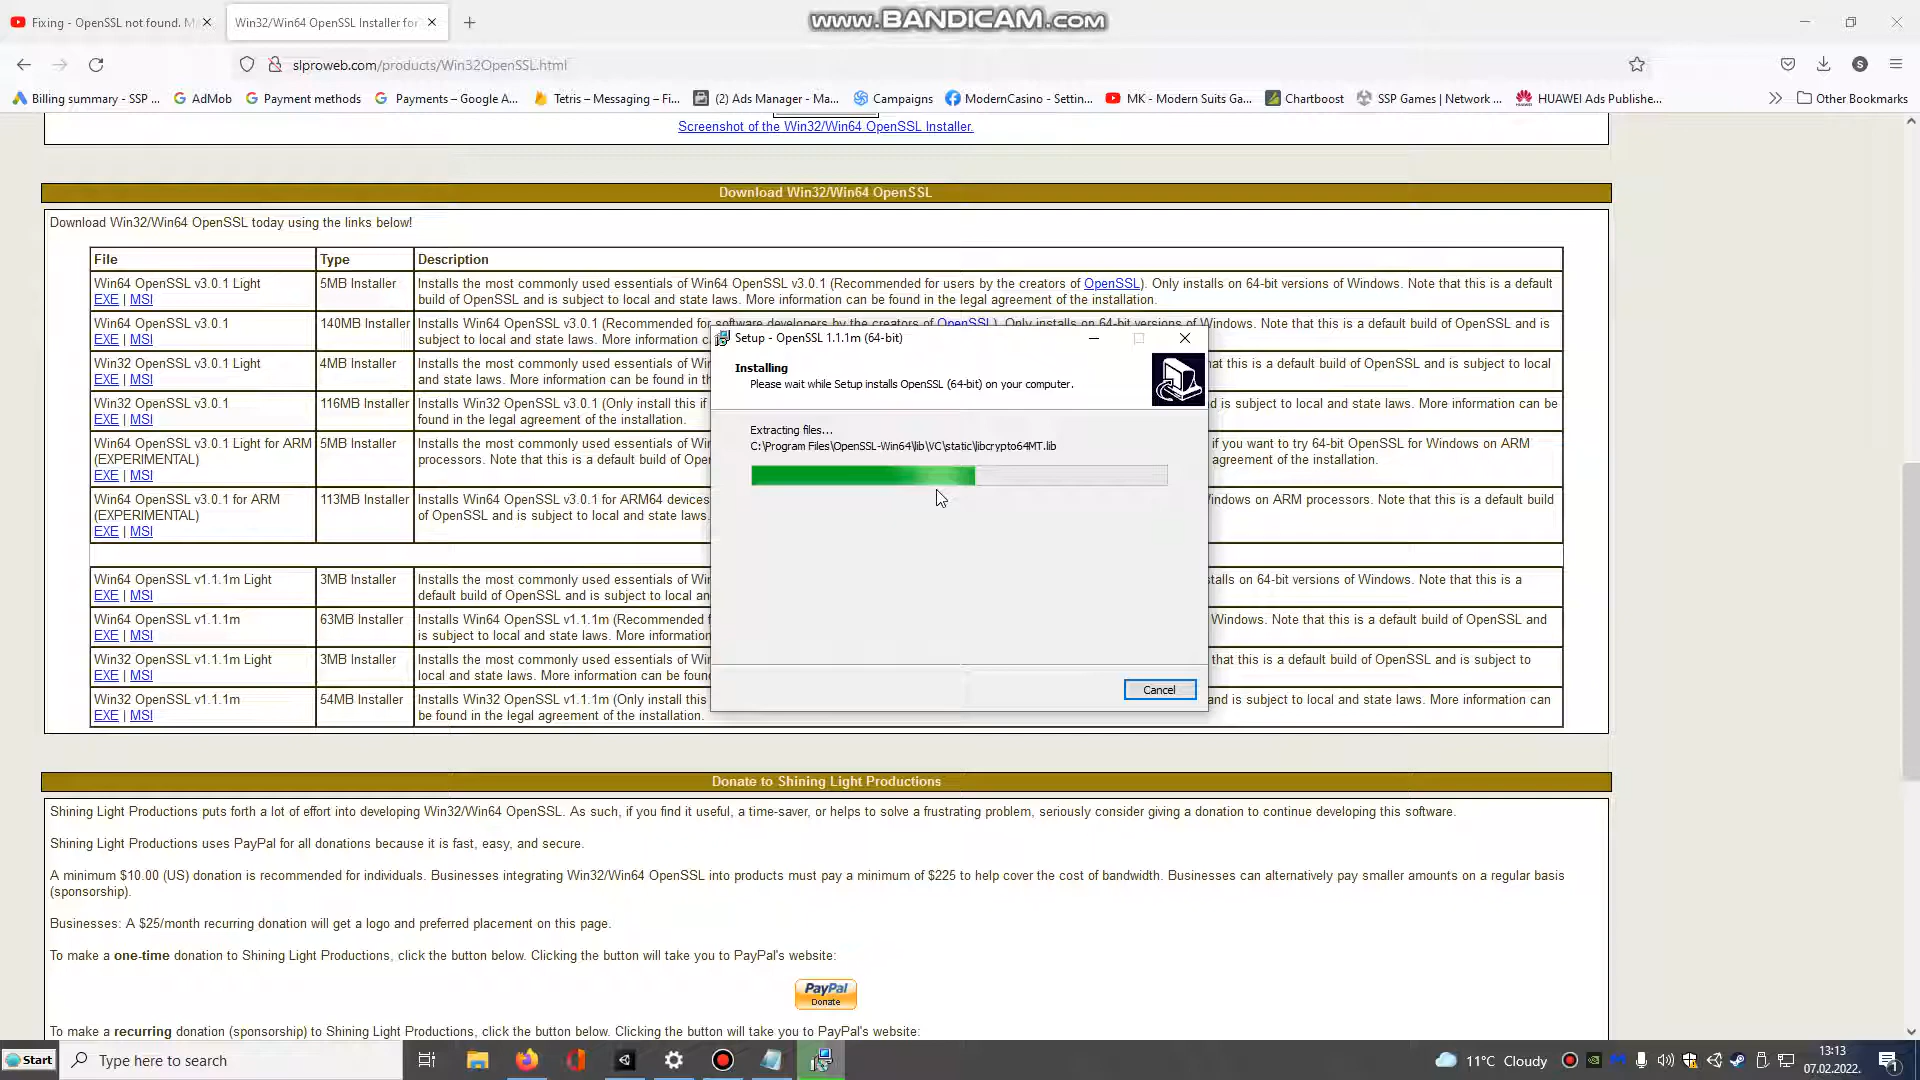 Fixing - OpenSSL not found. M
Win32/Win64 OpenSSL Installer for
www.BANDICAM.com
slproweb.com/products/Win32OpenSSL.html
S
Billing summary - SSP ...
AdMob
Payment methods
Payments – Google A...
Tetris – Messaging – Fi...
(2) Ads Manager - Ma...
Campaigns
ModernCasino - Settin...
MK - Modern Suits Ga...
Chartboost
SSP Games | Network ...
HUAWEI Ads Publishe...
Other Bookmarks
Screenshot of the Win32/Win64 OpenSSL Installer.
Download Win32/Win64 OpenSSL
Download Win32/Win64 OpenSSL today using the links below!
File Type Description
Win64 OpenSSL v3.0.1 Light
EXE | MSI
5MB Installer
Installs the most commonly used essentials of Win64 OpenSSL v3.0.1 (Recommended for users by the creators of OpenSSL). Only installs on 64-bit versions of Windows. Note that this is a default
build of OpenSSL and is subject to local and state laws. More information can be found in the legal agreement of the installation.
Win64 OpenSSL v3.0.1
EXE | MSI
140MB Installer
Installs Win64 OpenSSL v3.0.1 (Recommended for software developers by the creators of OpenSSL). Only installs on 64-bit versions of Windows. Note that this is a default build of OpenSSL and is
subject to local and state laws. More information c
Win32 OpenSSL v3.0.1 Light
EXE | MSI
4MB Installer
Installs the most commonly used essentials of Wi
hat this is a default build of OpenSSL and is subject to local
and state laws. More information can be found in th
Win32 OpenSSL v3.0.1
EXE | MSI
116MB Installer
Installs Win32 OpenSSL v3.0.1 (Only install this if
d is subject to local and state laws. More information can be
found in the legal agreement of the installation.
Win64 OpenSSL v3.0.1 Light for ARM
(EXPERIMENTAL)
EXE | MSI
5MB Installer
Installs the most commonly used essentials of Wi
if you want to try 64-bit OpenSSL for Windows on ARM
processors. Note that this is a default build of Ope
agreement of the installation.
Win64 OpenSSL v3.0.1 for ARM
(EXPERIMENTAL)
EXE | MSI
113MB Installer
Installs Win64 OpenSSL v3.0.1 for ARM64 devices
indows on ARM processors. Note that this is a default build
of OpenSSL and is subject to local and state laws.
Win64 OpenSSL v1.1.1m Light
EXE | MSI
3MB Installer
Installs the most commonly used essentials of Wi
stalls on 64-bit versions of Windows. Note that this is a
default build of OpenSSL and is subject to local an
Win64 OpenSSL v1.1.1m
EXE | MSI
63MB Installer
Installs Win64 OpenSSL v1.1.1m (Recommended f
Windows. Note that this is a default build of OpenSSL and
is subject to local and state laws. More informatio
Win32 OpenSSL v1.1.1m Light
EXE | MSI
3MB Installer
Installs the most commonly used essentials of Wi
that this is a default build of OpenSSL and is subject to
local and state laws. More information can be foun
Win32 OpenSSL v1.1.1m
EXE | MSI
54MB Installer
Installs Win32 OpenSSL v1.1.1m (Only install this
and is subject to local and state laws. More information can
be found in the legal agreement of the installation.
Setup - OpenSSL 1.1.1m (64-bit)
Installing
Please wait while Setup installs OpenSSL (64-bit) on your computer.
Extracting files...
C:\Program Files\OpenSSL-Win64\lib\VC\static\libcrypto64MT.lib
Cancel
Donate to Shining Light Productions
Shining Light Productions puts forth a lot of effort into developing Win32/Win64 OpenSSL. As such, if you find it useful, a time-saver, or helps to solve a frustrating problem, seriously consider giving a donation to continue developing this software.
Shining Light Productions uses PayPal for all donations because it is fast, easy, and secure.
A minimum $10.00 (US) donation is recommended for individuals. Businesses integrating Win32/Win64 OpenSSL into products must pay a minimum of $225 to help cover the cost of bandwidth. Businesses can alternatively pay smaller amounts on a regular basis
(sponsorship).
Businesses: A $25/month recurring donation will get a logo and preferred placement on this page.
To make a one-time donation to Shining Light Productions, click the button below. Clicking the button will take you to PayPal's website:
PayPal
Donate
To make a recurring donation (sponsorship) to Shining Light Productions, click the button below. Clicking the button will take you to PayPal's website:
Start
Type here to search
11°C Cloudy
13:13
07.02.2022.
1